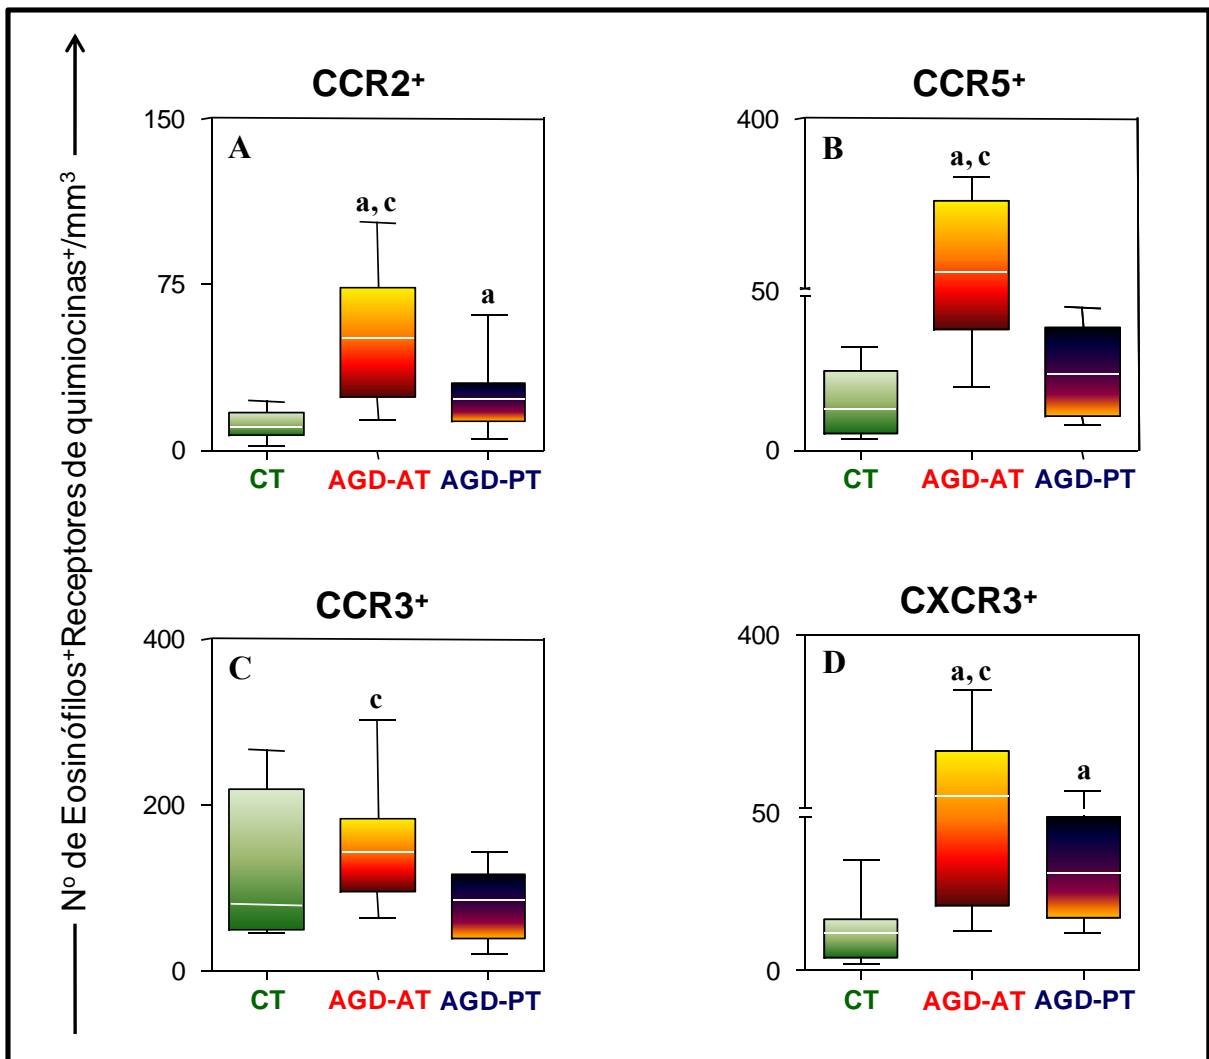 Nº de Eosinófilos⁺Receptores de quimiocinas⁺/mm³
CCR2⁺
150
75
0
A
a, c
a
CT
AGD-AT
AGD-PT
CCR5⁺
400
50
0
B
a, c
CT
AGD-AT
AGD-PT
CCR3⁺
400
200
0
C
c
CT
AGD-AT
AGD-PT
CXCR3⁺
400
50
0
D
a, c
a
CT
AGD-AT
AGD-PT